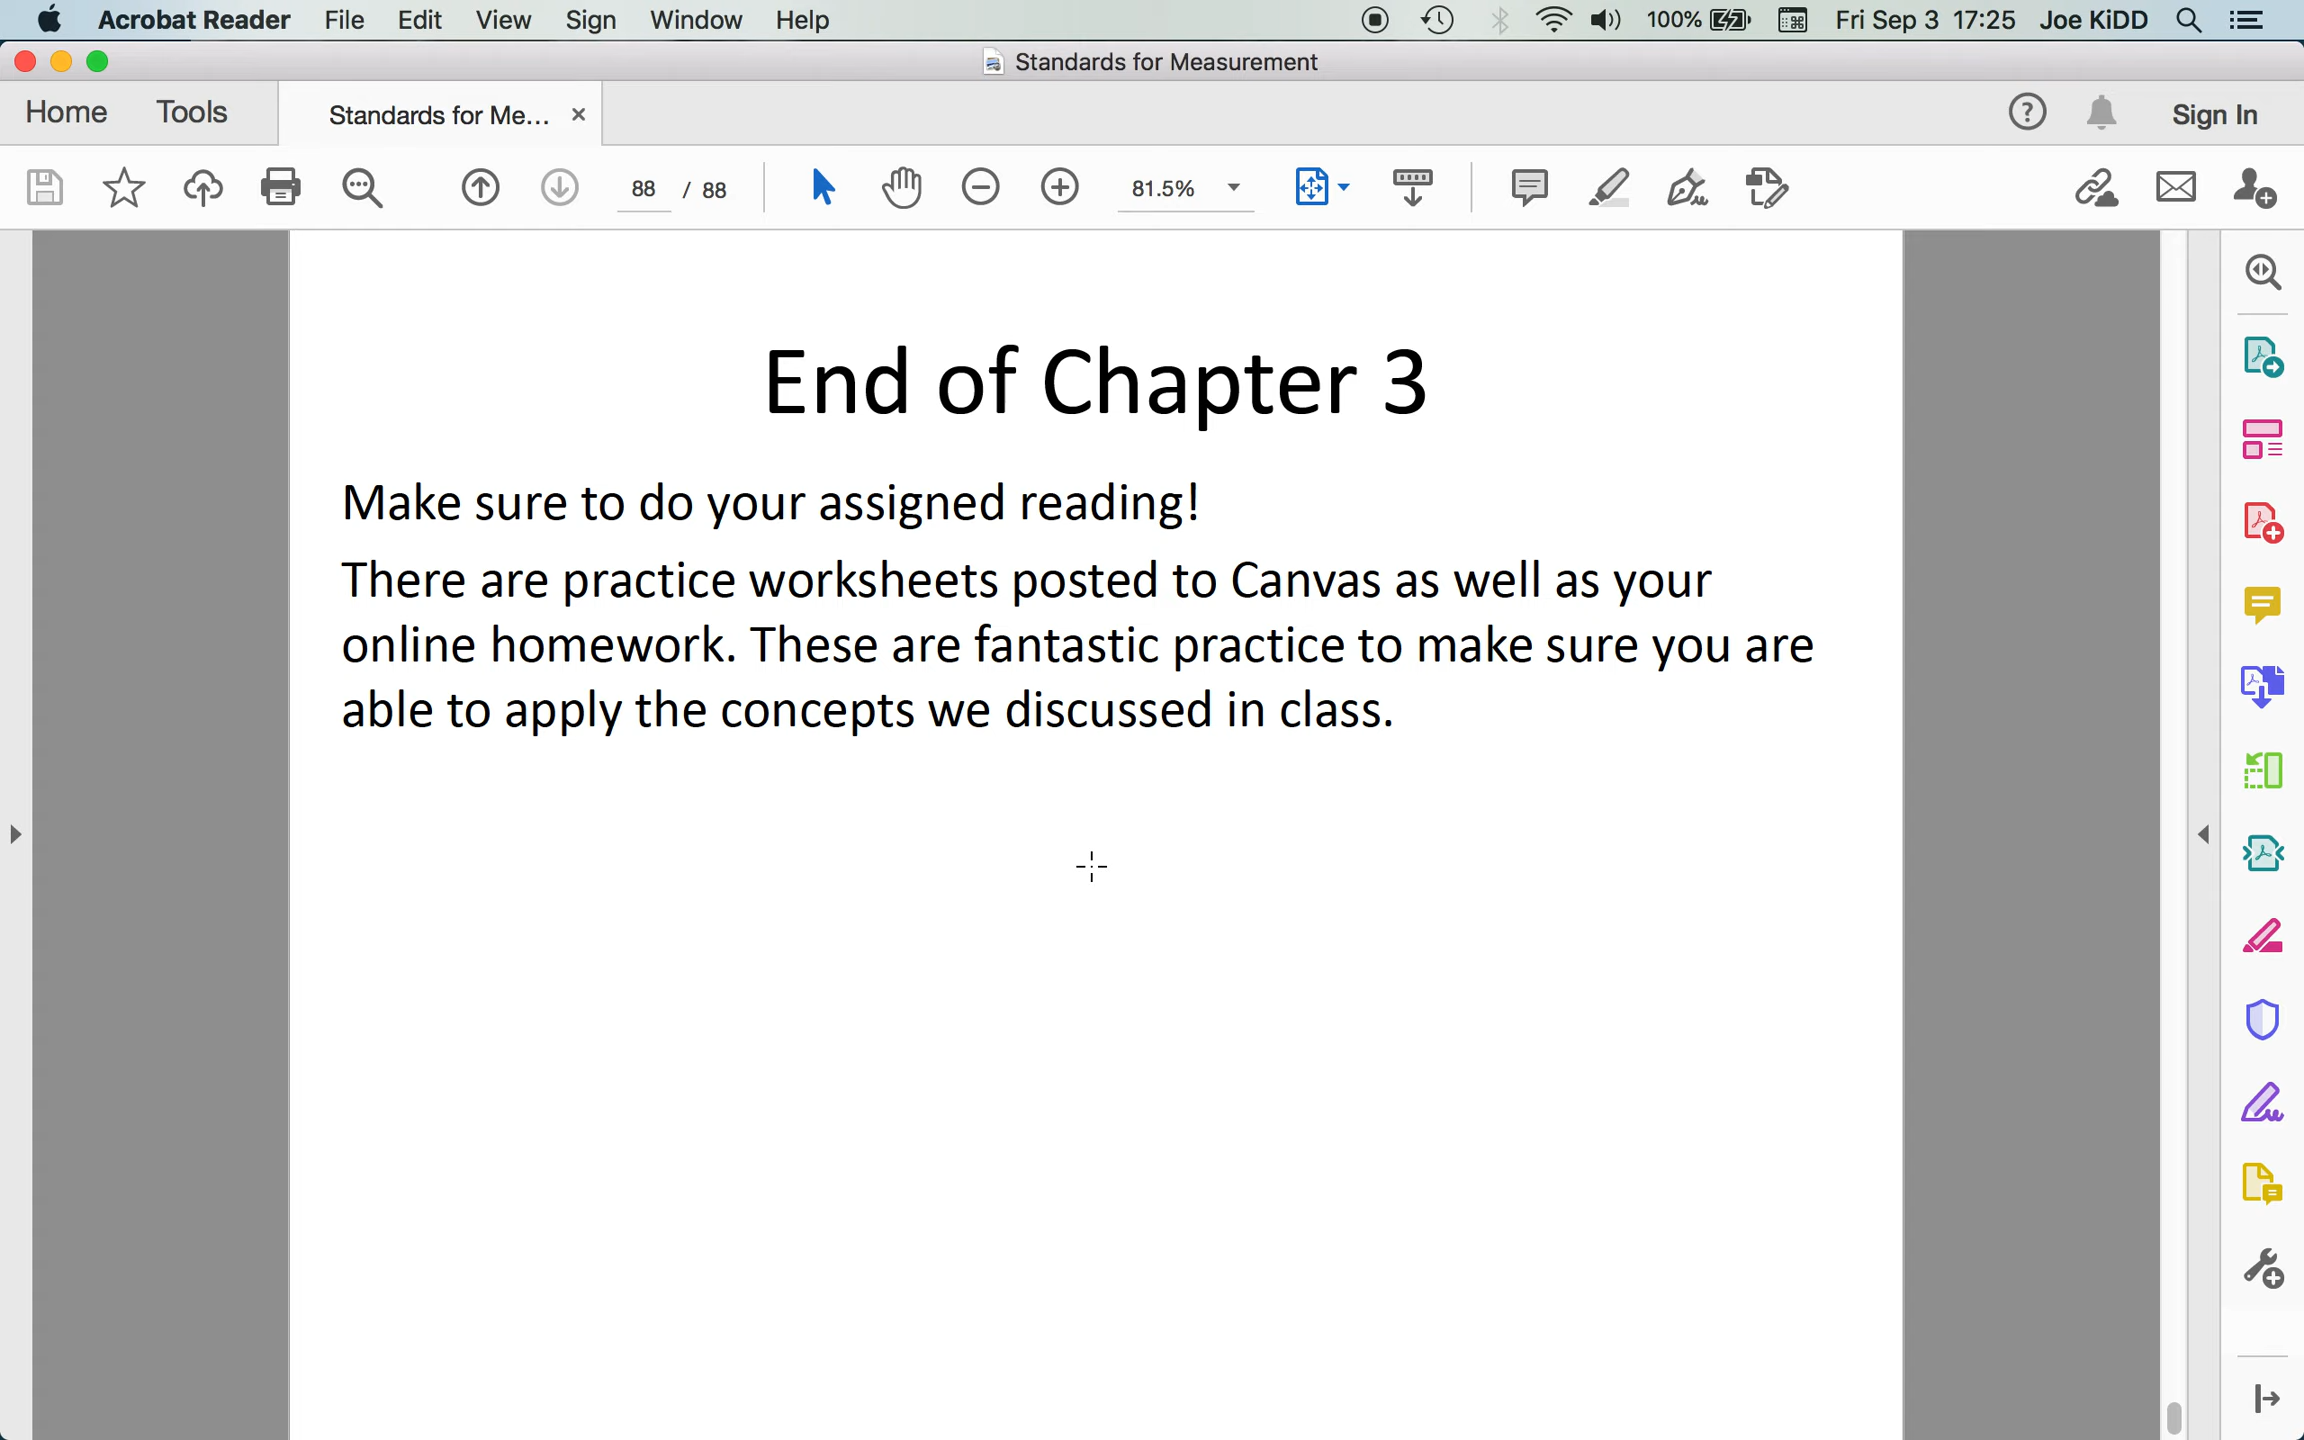 Acrobat Reader File Edit View Sign Window Help 100% Fri Sep 3 17:25 Joe KiDD
Standards for Measurement
Home Tools Standards for Me... Sign In
88 / 88 81.5%
End of Chapter 3
Make sure to do your assigned reading!
There are practice worksheets posted to Canvas as well as your
online homework. These are fantastic practice to make sure you are
able to apply the concepts we discussed in class.